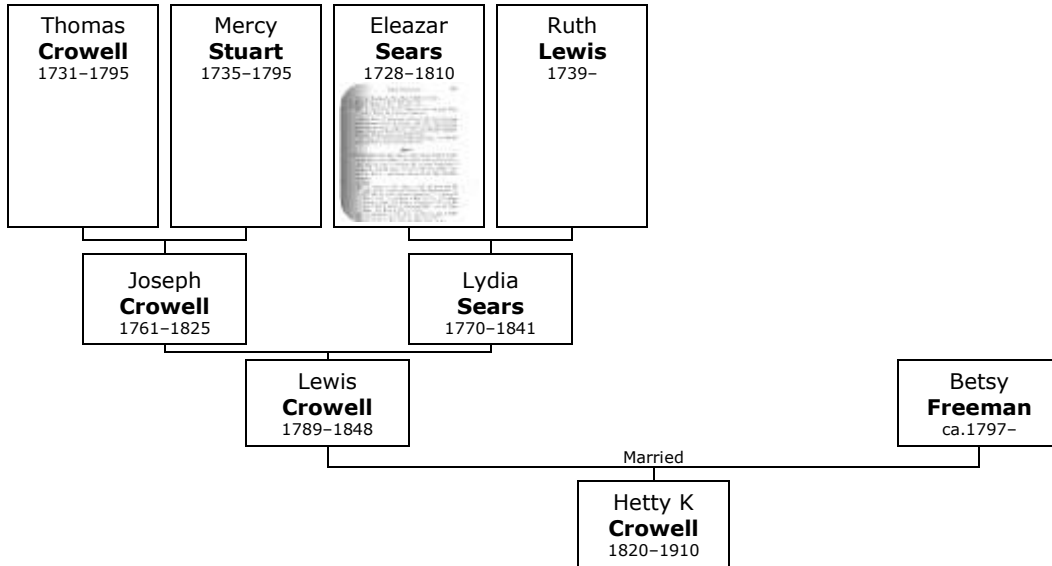 Thomas
Crowell
1731–1795
Mercy
Stuart
1735–1795
Eleazar
Sears
1728–1810
Ruth
Lewis
1739–
Joseph
Crowell
1761–1825
Lydia
Sears
1770–1841
Lewis
Crowell
1789–1848
Betsy
Freeman
ca.1797–
Married
Hetty K
Crowell
1820–1910